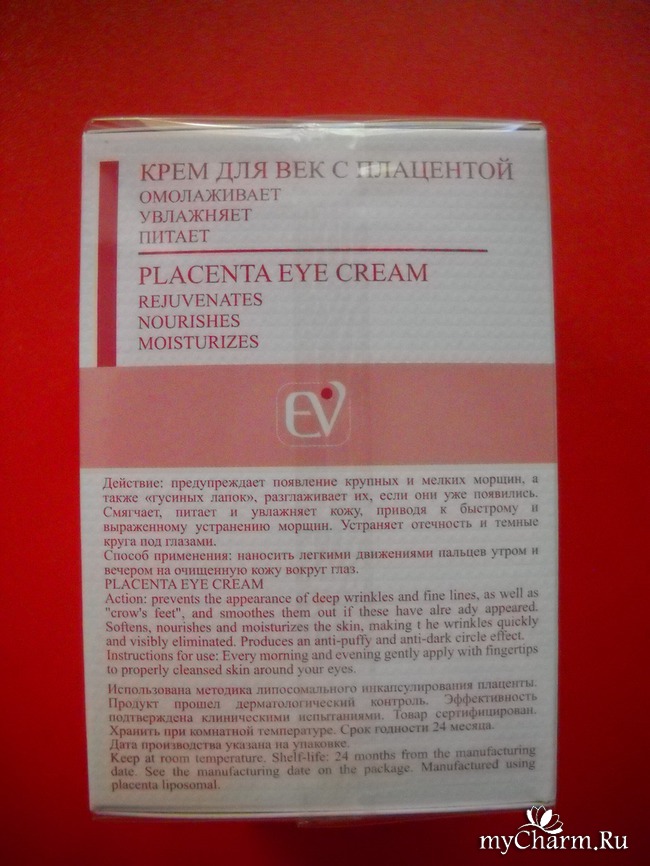 КРЕМ ДЛЯ ВЕК С ПЛАЦЕНТОЙ
ОМОЛАЖИВАЕТ
УВЛАЖНЯЕТ
ПИТАЕТ
PLACENTA EYE CREAM
REJUVENATES
NOURISHES
MOISTURIZES
EV
Действие: предупреждает появление крупных и мелких морщин, а
также «гусиных лапок», разглаживает их, если они уже появились.
Смягчает, питает и увлажняет кожу, приводя к быстрому и
выраженному устранению морщин. Устраняет отечность и темные
круга под глазами.
Способ применения: наносить легкими движениями пальцев утром и
вечером на очищенную кожу вокруг глаз.
PLACENTA EYE CREAM
Action: prevents the appearance of deep wrinkles and fine lines, as well as
"crow's feet", and smoothes them out if these have alre ady appeared.
Softens, nourishes and moisturizes the skin, making t he wrinkles quickly
and visibly eliminated. Produces an anti-puffy and anti-dark circle effect.
Instructions for use: Every morning and evening gently apply with fingertips
to properly cleansed skin around your eyes.
Использована методика липосомального инкапсулирования плаценты.
Продукт прошел дерматологический контроль. Эффективность
подтверждена клиническими испытаниями. Товар сертифицирован.
Хранить при комнатной температуре. Срок годности 24 месяца.
Дата производства указана на упаковке.
Keep at room temperature. Shelf-life: 24 months from the manufacturing
date. See the manufacturing date on the package. Manufactured using
placenta liposomal.
myCharm.Ru